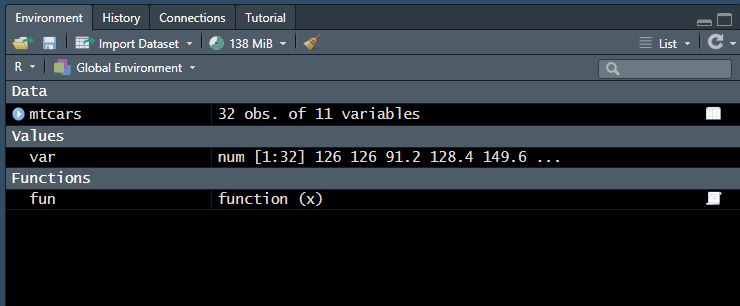 Environment History Connections Tutorial
Import Dataset 138 MiB List
R Global Environment
Data
mtcars 32 obs. of 11 variables
Values
var num [1:32] 126 126 91.2 128.4 149.6 ...
Functions
fun function (x)